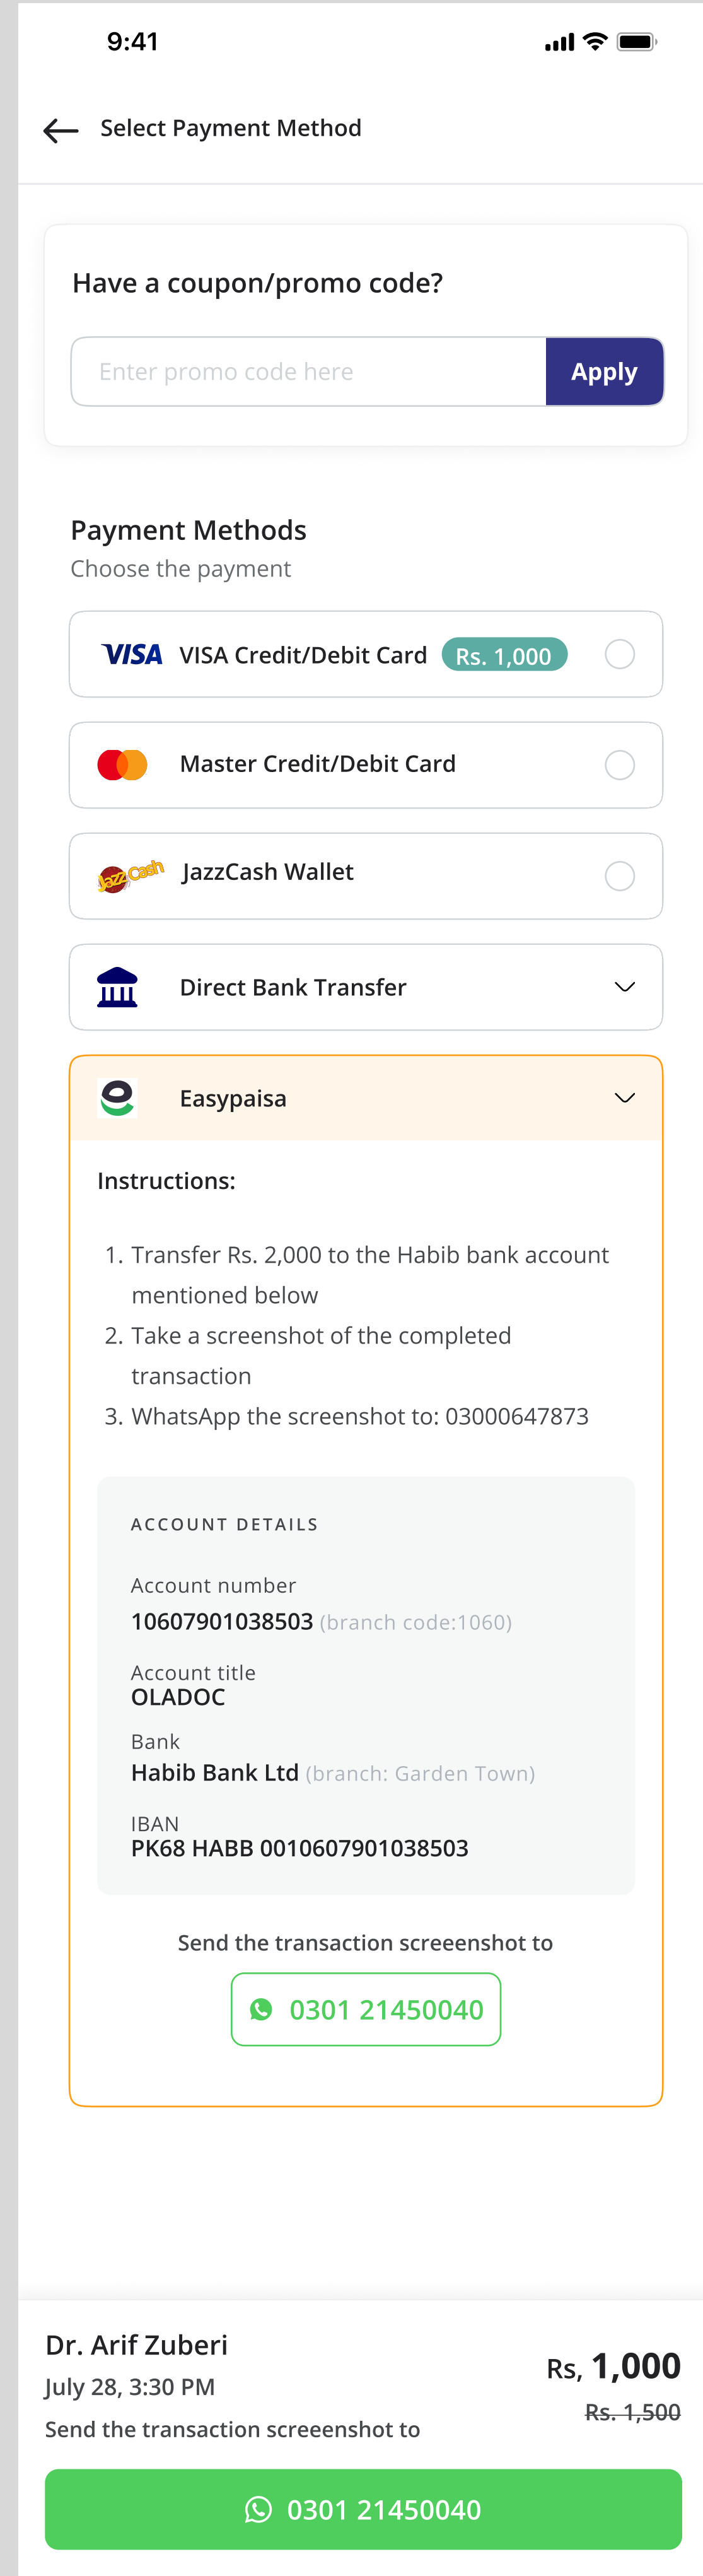 9:41
Select Payment Method
Have a coupon/promo code?
Enter promo code here
Apply
Payment Methods
Choose the payment
VISA VISA Credit/Debit Card Rs. 1,000
Master Credit/Debit Card
Jazz Cash JazzCash Wallet
Direct Bank Transfer
Easypaisa
Instructions:
1. Transfer Rs. 2,000 to the Habib bank account
mentioned below
2. Take a screenshot of the completed
transaction
3. WhatsApp the screenshot to: 03000647873
ACCOUNT DETAILS
Account number
10607901038503 (branch code:1060)
Account title
OLADOC
Bank
Habib Bank Ltd (branch: Garden Town)
IBAN
PK68 HABB 0010607901038503
Send the transaction screeenshot to
0301 21450040
Dr. Arif Zuberi
Rs, 1,000
July 28, 3:30 PM
Rs. 1,500
Send the transaction screeenshot to
0301 21450040